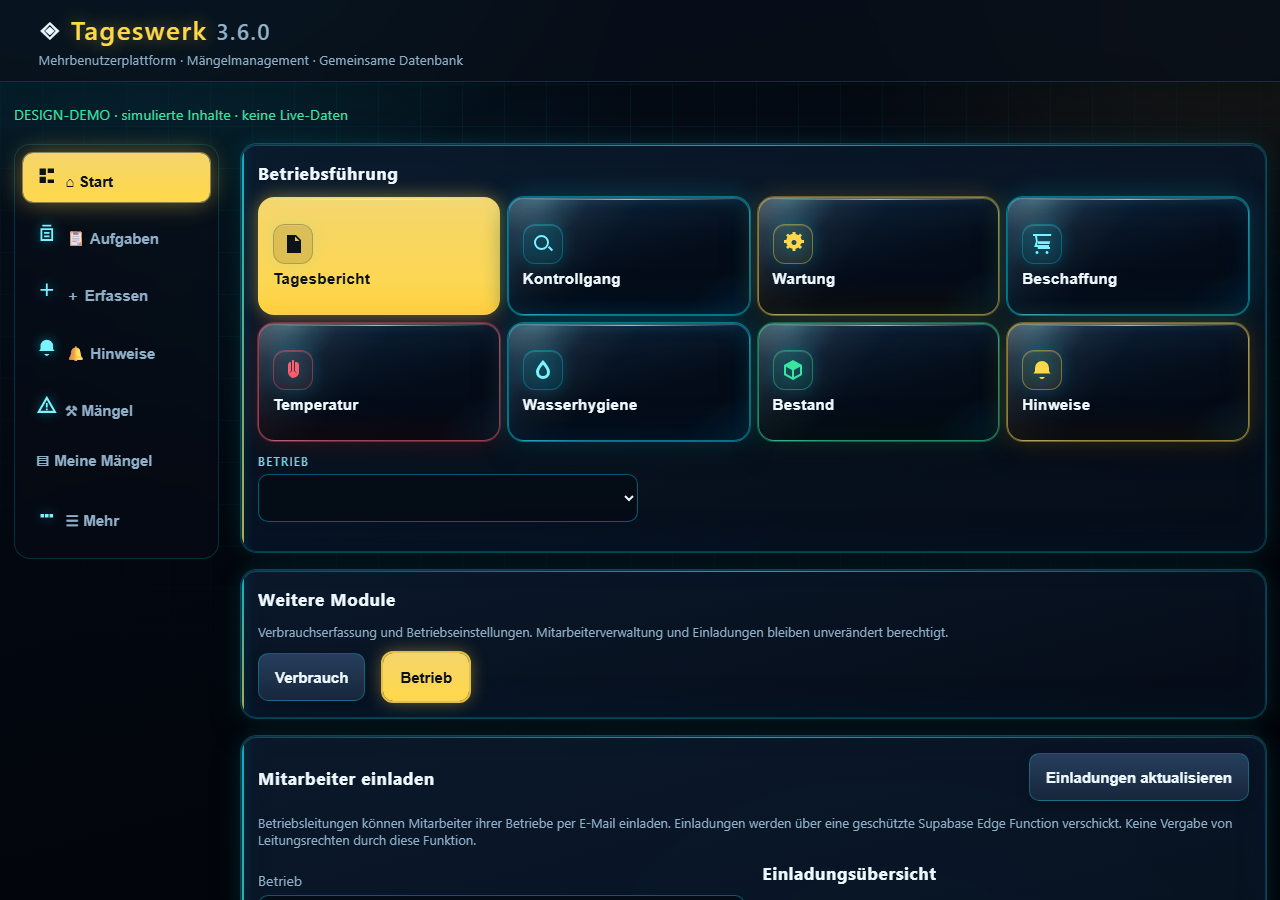 Tageswerk 3.6.0
Mehrbenutzerplattform · Mängelmanagement · Gemeinsame Datenbank
DESIGN-DEMO · simulierte Inhalte · keine Live-Daten
⌂ Start
📋 Aufgaben
+ Erfassen
🔔 Hinweise
⚒ Mängel
▤ Meine Mängel
☰ Mehr
Betriebsführung
Tagesbericht
Kontrollgang
Wartung
Beschaffung
Temperatur
Wasserhygiene
Bestand
Hinweise
BETRIEB
Weitere Module
Verbrauchserfassung und Betriebseinstellungen. Mitarbeiterverwaltung und Einladungen bleiben unverändert berechtigt.
Verbrauch
Betrieb
Mitarbeiter einladen
Einladungen aktualisieren
Betriebsleitungen können Mitarbeiter ihrer Betriebe per E-Mail einladen. Einladungen werden über eine geschützte Supabase Edge Function verschickt. Keine Vergabe von
Leitungsrechten durch diese Funktion.
Betrieb
Einladungsübersicht